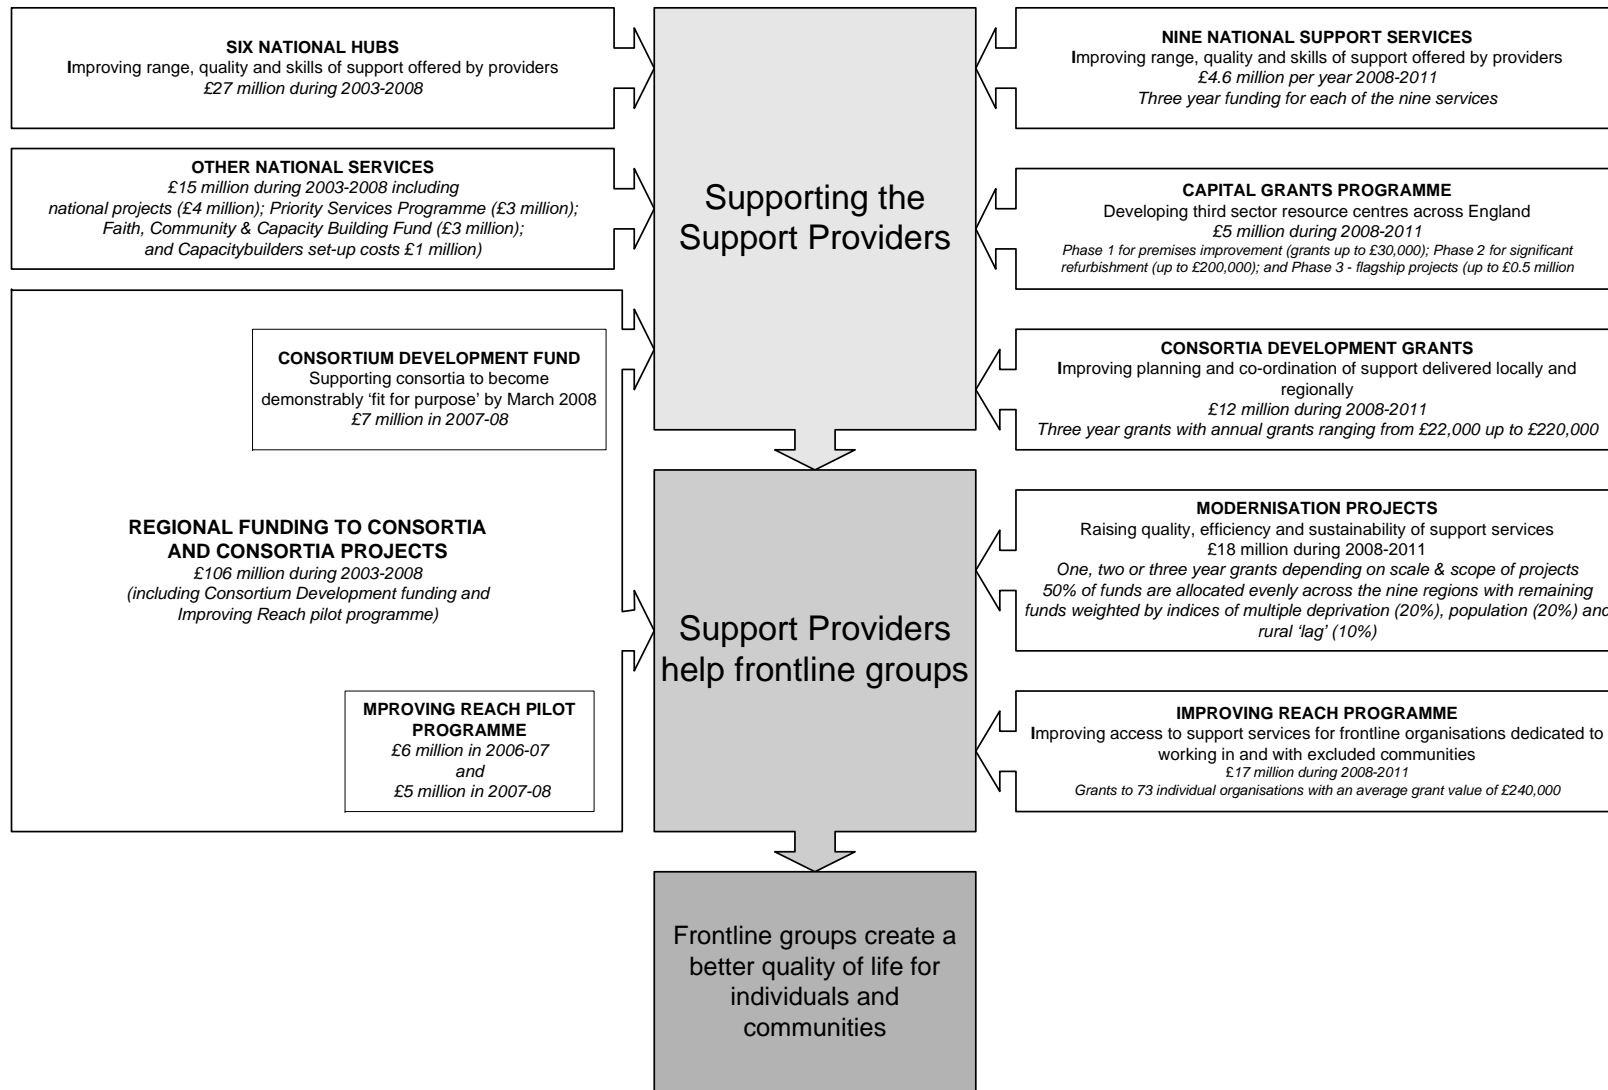 SIX NATIONAL HUBS
Improving range, quality and skills of support offered by providers
£27 million during 2003-2008
OTHER NATIONAL SERVICES
£15 million during 2003-2008 including
national projects (£4 million); Priority Services Programme (£3 million);
Faith, Community & Capacity Building Fund (£3 million);
and Capacitybuilders set-up costs £1 million)
CONSORTIUM DEVELOPMENT FUND
Supporting consortia to become
demonstrably ‘fit for purpose’ by March 2008
£7 million in 2007-08
REGIONAL FUNDING TO CONSORTIA
AND CONSORTIA PROJECTS
£106 million during 2003-2008
(including Consortium Development funding and
Improving Reach pilot programme)
MPROVING REACH PILOT
PROGRAMME
£6 million in 2006-07
and
£5 million in 2007-08
Supporting the
Support Providers
Support Providers
help frontline groups
Frontline groups create a
better quality of life for
individuals and
communities
NINE NATIONAL SUPPORT SERVICES
Improving range, quality and skills of support offered by providers
£4.6 million per year 2008-2011
Three year funding for each of the nine services
CAPITAL GRANTS PROGRAMME
Developing third sector resource centres across England
£5 million during 2008-2011
Phase 1 for premises improvement (grants up to £30,000); Phase 2 for significant
refurbishment (up to £200,000); and Phase 3 - flagship projects (up to £0.5 million
CONSORTIA DEVELOPMENT GRANTS
Improving planning and co-ordination of support delivered locally and
regionally
£12 million during 2008-2011
Three year grants with annual grants ranging from £22,000 up to £220,000
MODERNISATION PROJECTS
Raising quality, efficiency and sustainability of support services
£18 million during 2008-2011
One, two or three year grants depending on scale & scope of projects
50% of funds are allocated evenly across the nine regions with remaining
funds weighted by indices of multiple deprivation (20%), population (20%) and
rural ‘lag’ (10%)
IMPROVING REACH PROGRAMME
Improving access to support services for frontline organisations dedicated to
working in and with excluded communities
£17 million during 2008-2011
Grants to 73 individual organisations with an average grant value of £240,000